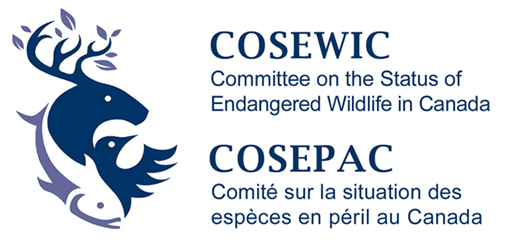 COSEWIC
Committee on the Status of
Endangered Wildlife in Canada
COSEPAC
Comité sur la situation des
espèces en péril au Canada